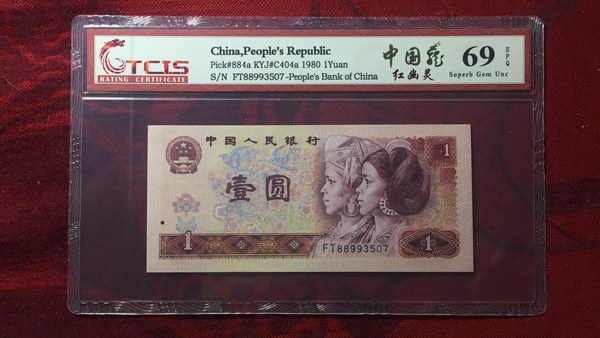 TCIS
RATING CERTIFICATE
China,People's Republic
Pick#884a KYJ#C404a 1980 1Yuan
S/N FT88993507-People's Bank of China
中国龙
红幽灵
69 EPQ
Superb Gem Unc
中国人民银行
1
壹圆
1
FT88993507
1